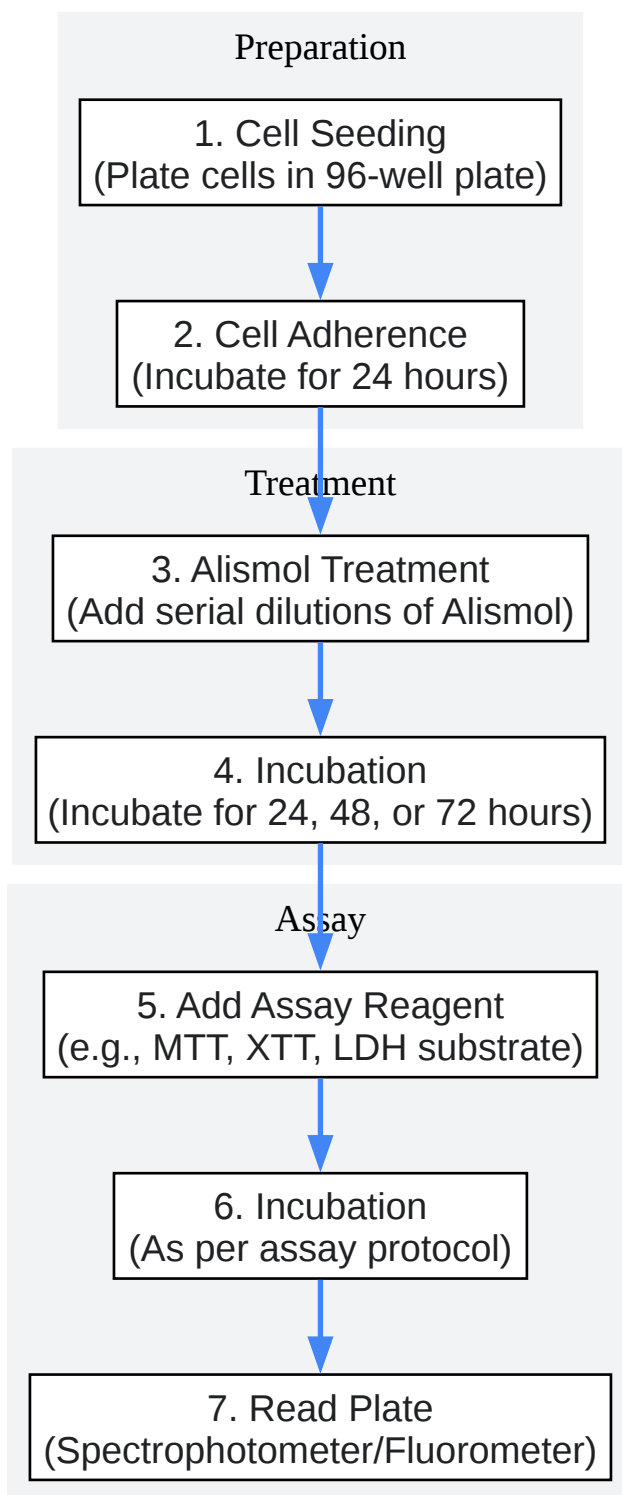 Preparation
1. Cell Seeding
(Plate cells in 96-well plate)
2. Cell Adherence
(Incubate for 24 hours)
Treatment
3. Alismol Treatment
(Add serial dilutions of Alismol)
4. Incubation
(Incubate for 24, 48, or 72 hours)
Assay
5. Add Assay Reagent
(e.g., MTT, XTT, LDH substrate)
6. Incubation
(As per assay protocol)
7. Read Plate
(Spectrophotometer/Fluorometer)